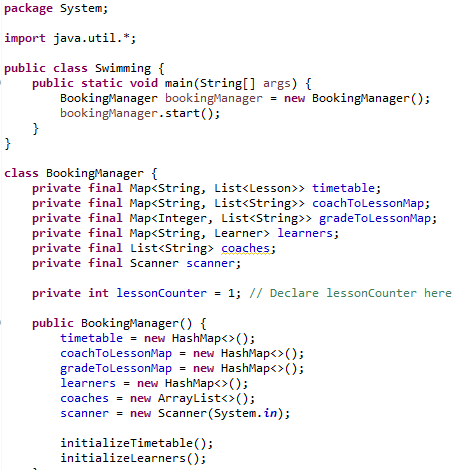 package System;
import java.util.*;
public class Swimming {
public static void main(String[] args) {
BookingManager bookingManager = new BookingManager();
bookingManager.start();
}
}
class BookingManager {
private final Map<String, List<Lesson>> timetable;
private final Map<String, List<String>> coachToLessonMap;
private final Map<Integer, List<String>> gradeToLessonMap;
private final Map<String, Learner> learners;
private final List<String> coaches;
private final Scanner scanner;
private int lessonCounter = 1; // Declare lessonCounter here
public BookingManager() {
timetable = new HashMap<>();
coachToLessonMap = new HashMap<>();
gradeToLessonMap = new HashMap<>();
learners = new HashMap<>();
coaches = new ArrayList<>();
scanner = new Scanner(System.in);
initializeTimetable();
initializeLearners();